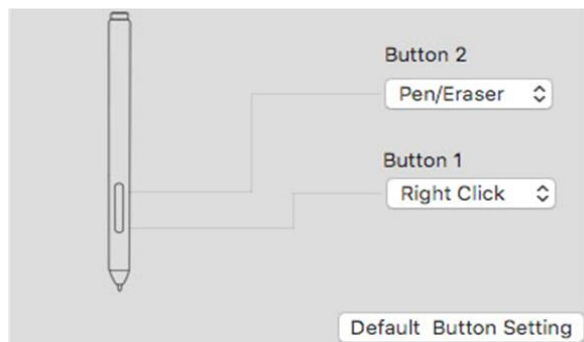 Button 2
Pen/Eraser
Button 1
Right Click
Default Button Setting